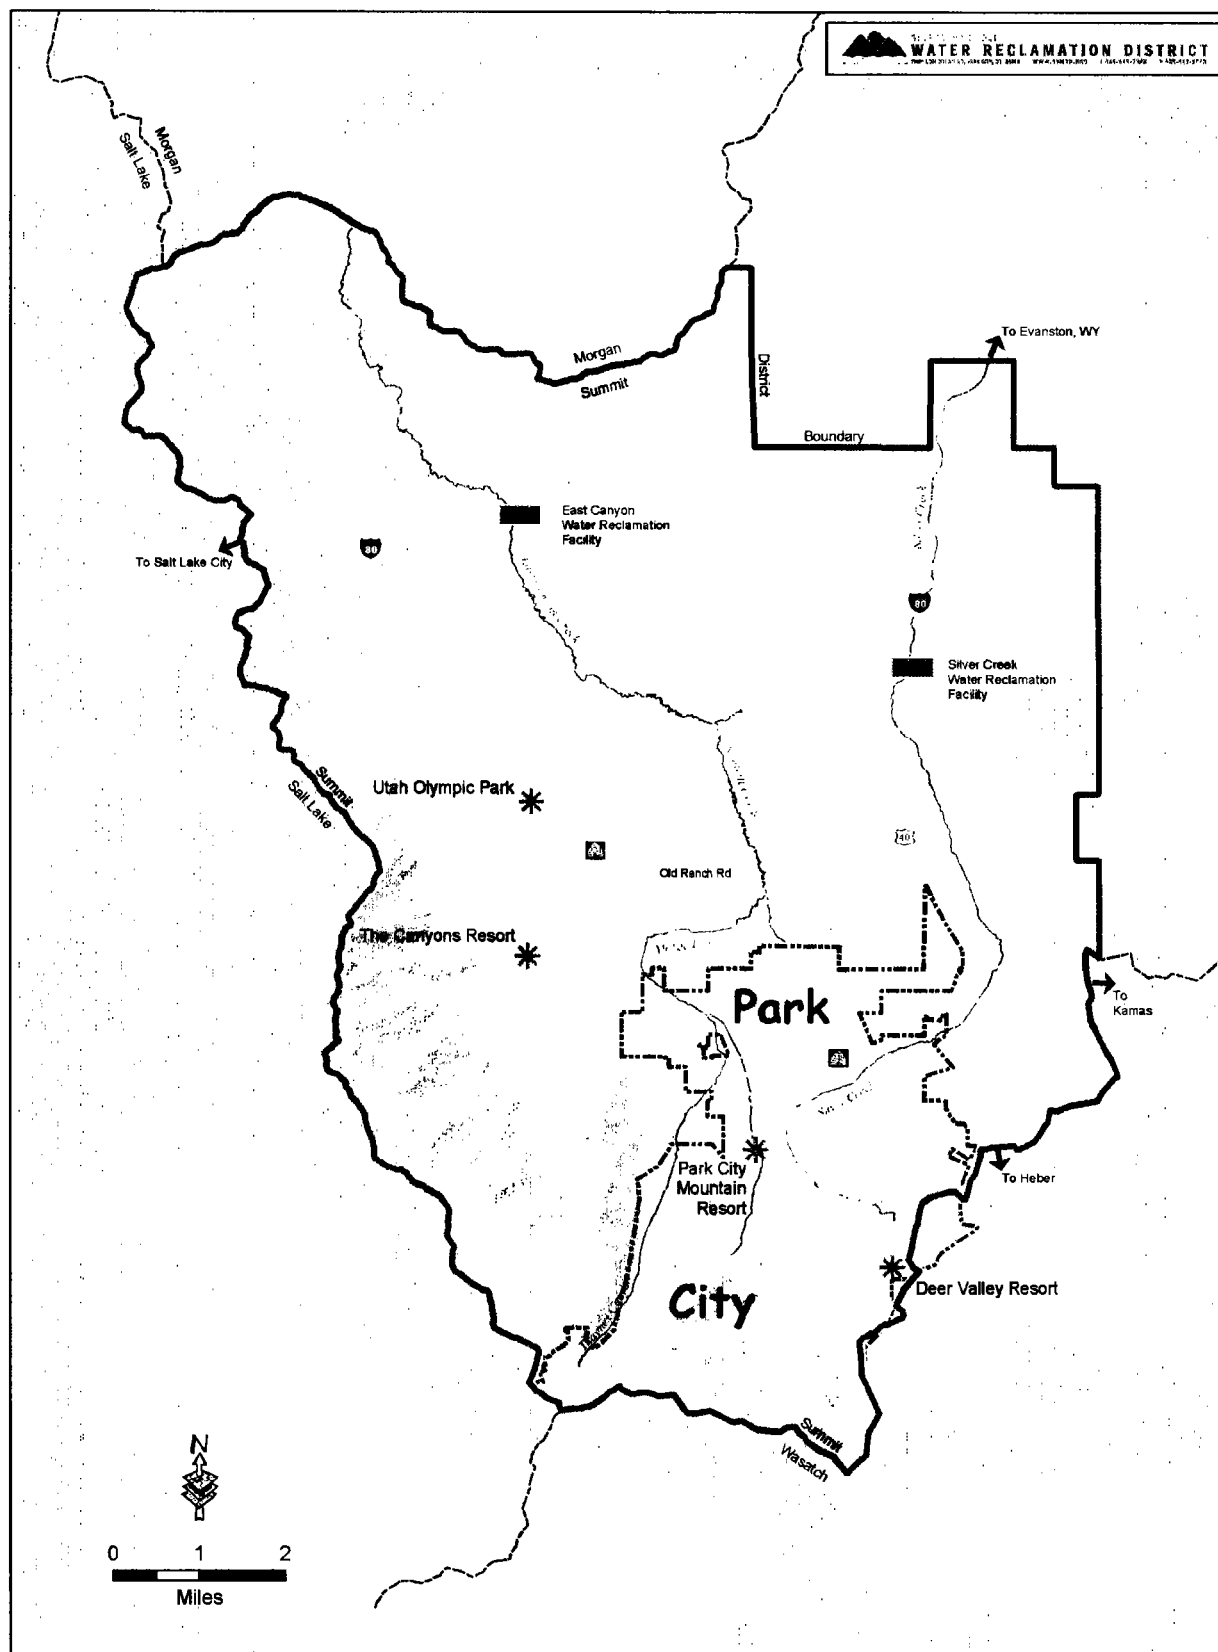 WATER RECLAMATION DISTRICT
Morgan
Salt Lake
To Evanston, WY
Morgan
Summit
District
Boundary
East Canyon
Water Reclamation
Facility
80
To Salt Lake City
80
Silver Creek
Water Reclamation
Facility
Summit
Salt Lake
Utah Olympic Park
40
Old Ranch Rd
The Canyons Resort
Park
To
Kamas
Silver Creek
Park City
Mountain
Resort
To Heber
City
Deer Valley Resort
Summit
Wasatch
N
0 1 2
Miles